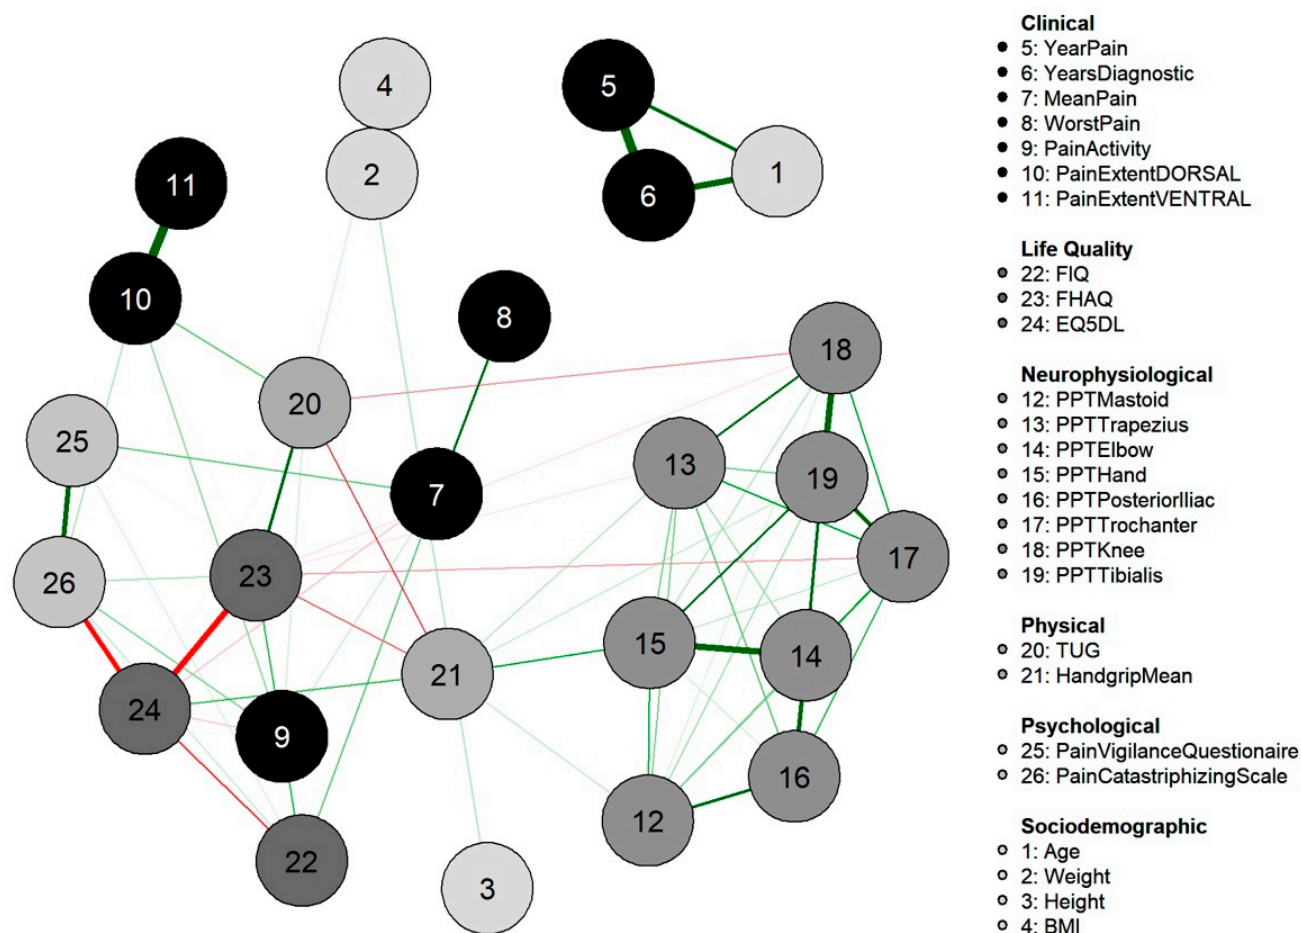 4
5
2
1
11
6
10
8
18
20
25
13
19
7
17
26
23
15
14
21
24
9
16
12
22
3
Clinical
5: YearPain
6: YearsDiagnostic
7: MeanPain
8: WorstPain
9: PainActivity
10: PainExtentDORSAL
11: PainExtentVENTRAL
Life Quality
22: FIQ
23: FHAQ
24: EQ5DL
Neurophysiological
12: PPTMastoid
13: PPTTrapezius
14: PPTElbow
15: PPTHand
16: PPTPosteriorIliac
17: PPTTrochanter
18: PPTKnee
19: PPTTibialis
Physical
20: TUG
21: HandgripMean
Psychological
25: PainVigilanceQuestionaire
26: PainCatastriphizingScale
Sociodemographic
1: Age
2: Weight
3: Height
4: BMI